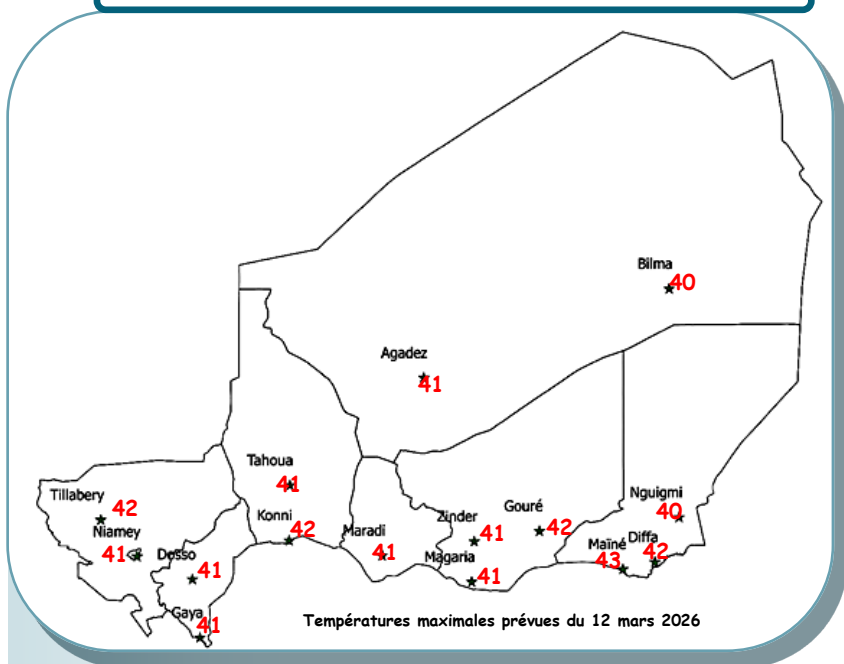 Bilma
40
Agadez
41
Tahoua
41
Tillabery
42
Niamey
41
Dosso
41
Gaya
41
Konni
42
Maradi
41
Zinder
41
Magaria
41
Gouré
42
Nguigmi
40
Maïné
43
Diffa
42
Températures maximales prévues du 12 mars 2026